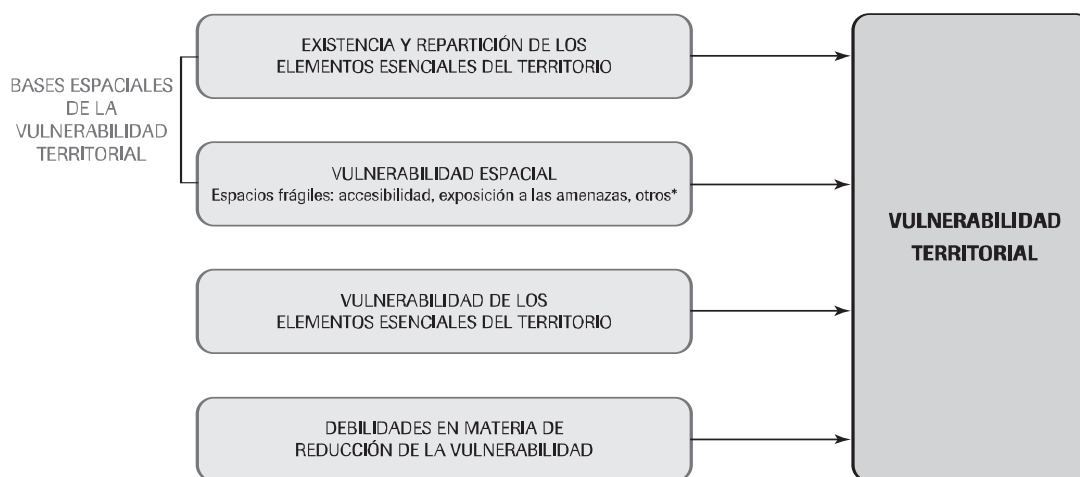 BASES ESPACIALES
DE LA
VULNERABILIDAD
TERRITORIAL
EXISTENCIA Y REPARTICIÓN DE LOS
ELEMENTOS ESENCIALES DEL TERRITORIO
VULNERABILIDAD ESPACIAL
Espacios frágiles: accesibilidad, exposición a las amenazas, otros*
VULNERABILIDAD DE LOS
ELEMENTOS ESENCIALES DEL TERRITORIO
DEBILIDADES EN MATERIA DE
REDUCCIÓN DE LA VULNERABILIDAD
VULNERABILIDAD
TERRITORIAL